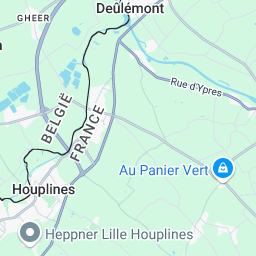 GHEER
Deûlémont
Rue d'Ypres
BELGIË
FRANCE
Au Panier Vert
Houplines
Heppner Lille Houplines